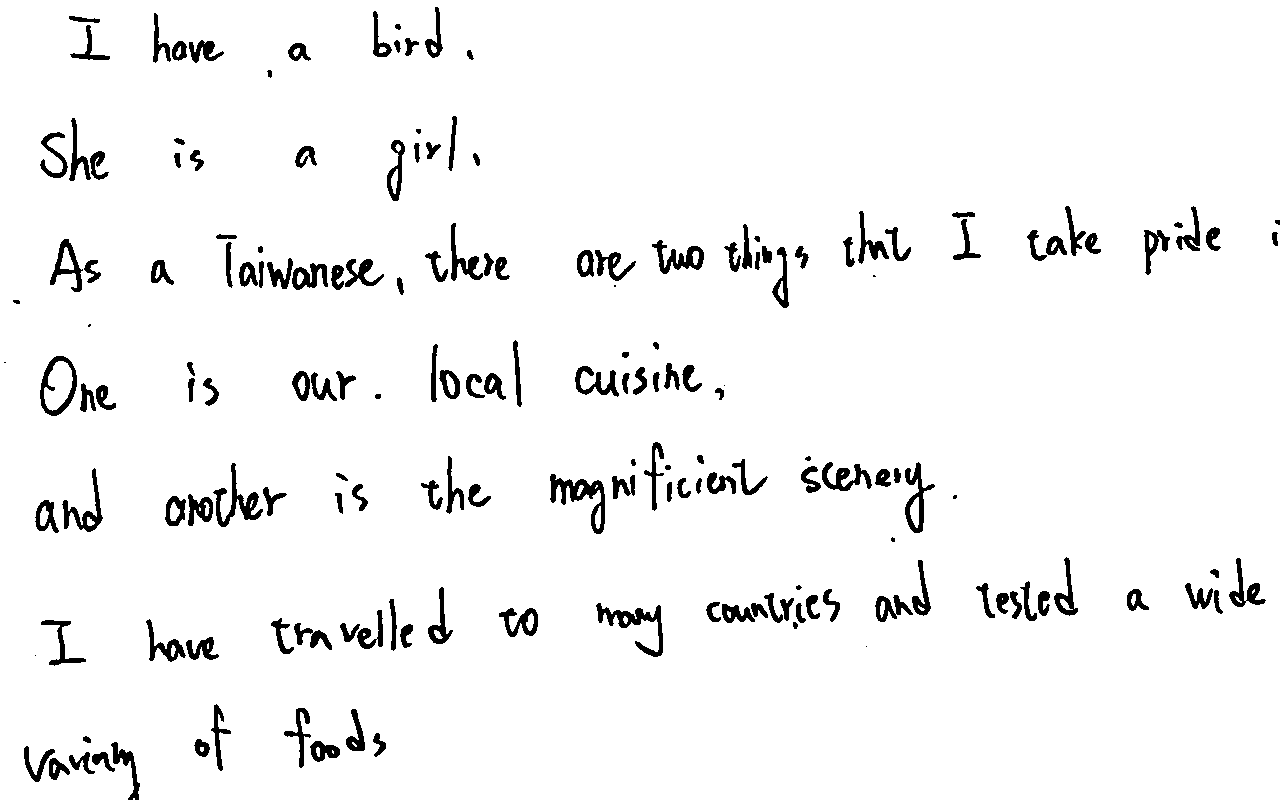 I have a bird.
She is a girl.
As a Taiwanese, there are two things that I take pride i
One is our local cuisine,
and another is the magnificient scenery.
I have travelled to many countries and tested a wide
of foods